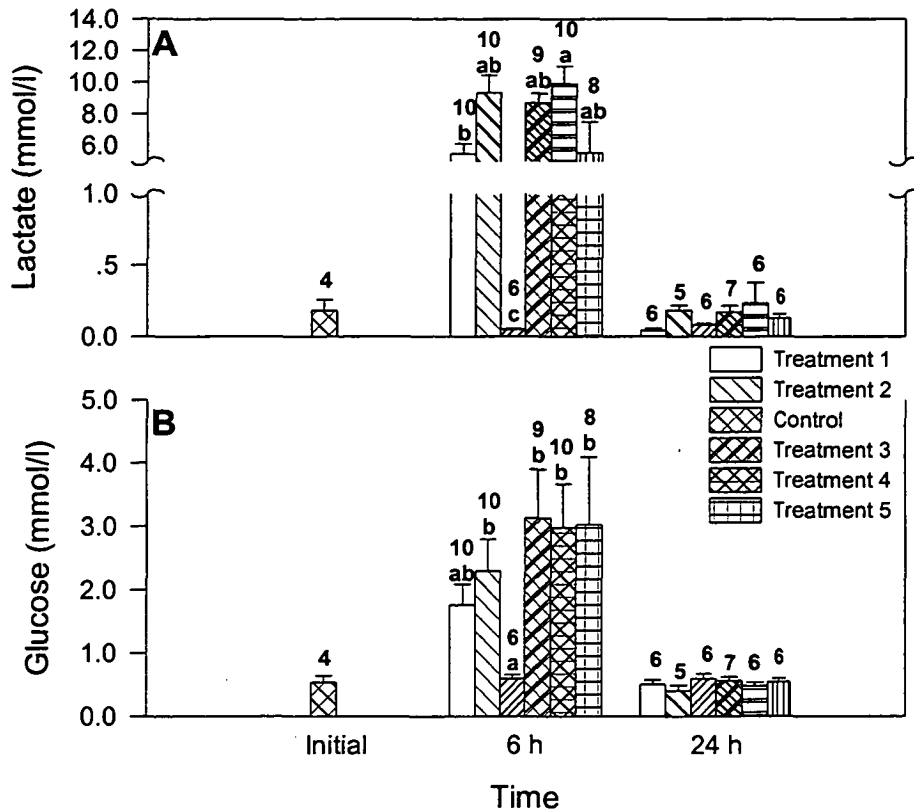 A
Lactate (mmol/l)
14.0
12.0
10.0
8.0
6.0
1.0
.5
0.0
4
10
b
10
ab
6
c
9
ab
10
a
8
ab
6
5
6
7
6
6
Treatment 1
Treatment 2
Control
Treatment 3
Treatment 4
Treatment 5
B
Glucose (mmol/l)
5.0
4.0
3.0
2.0
1.0
0.0
4
10
ab
10
b
6
a
9
b
10
b
8
b
6
5
6
7
6
6
Initial
6 h
24 h
Time